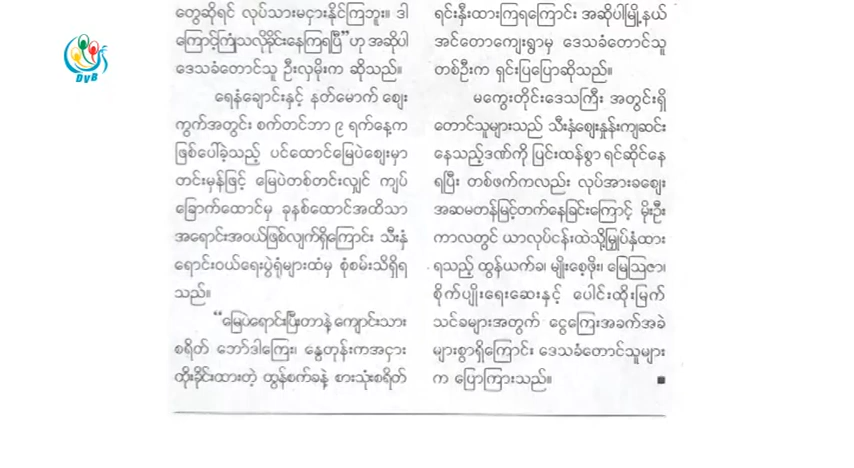 DVB
တွေဆိုရင် လုပ်သားမငှားနိုင်ကြဘူး။ ဒါ
ကြောင့်ကြံသလိုခိုင်းနေကြရပြီ”ဟု အဆိုပါ
ဒေသခံတောင်သူ ဦးလှမိုးက ဆိုသည်။
ရေနံချောင်းနှင့် နတ်မောက် ဈေး
ကွက်အတွင်း စက်တင်ဘာ ၉ ရက်နေ့က
ဖြစ်ပေါ်ခဲ့သည့် ပင်ထောင်မြေပဲဈေးမှာ
တင်းမှန်ဖြင့် မြေပဲတစ်တင်းလျှင် ကျပ်
ခြောက်ထောင်မှ ခုနစ်ထောင်အထိသာ
အရောင်းအဝယ်ဖြစ်လျက်ရှိကြောင်း သီးနှံ
ရောင်းဝယ်ရေးပွဲရုံများထံမှ စုံစမ်းသိရှိရ
သည်။
“မြေပဲရောင်းပြီးတာနဲ့ ကျောင်းသား
စရိတ် ဘော်ဒါကြေး၊ နွေတုန်းကအငှား
ထိုးခိုင်းထားတဲ့ ထွန်စက်ခနဲ့ စားသုံးစရိတ်
ရင်းနှီးထားကြရကြောင်း အဆိုပါမြို့နယ်
အင်တောကျေးရွာမှ ဒေသခံတောင်သူ
တစ်ဦးက ရှင်းပြပြောဆိုသည်။
မကွေးတိုင်းဒေသကြီး အတွင်းရှိ
တောင်သူများသည် သီးနှံဈေးနှုန်းကျဆင်း
နေသည့်ဒဏ်ကို ပြင်းထန်စွာ ရင်ဆိုင်နေ
ရပြီး တစ်ဖက်ကလည်း လုပ်အားခဈေး
အဆမတန်မြင့်တက်နေခြင်းကြောင့် မိုးဦး
ကာလတွင် ယာလုပ်ငန်းထဲသို့မြှုပ်နှံထား
ရသည့် ထွန်ယက်ခ၊ မျိုးစေ့ဖိုး၊ မြေဩဇာ၊
စိုက်ပျိုးရေးဆေးနှင့် ပေါင်းထိုးမြက်
သင်ခများအတွက် ငွေကြေးအခက်အခဲ
များစွာရှိကြောင်း ဒေသခံတောင်သူများ
က ပြောကြားသည်။